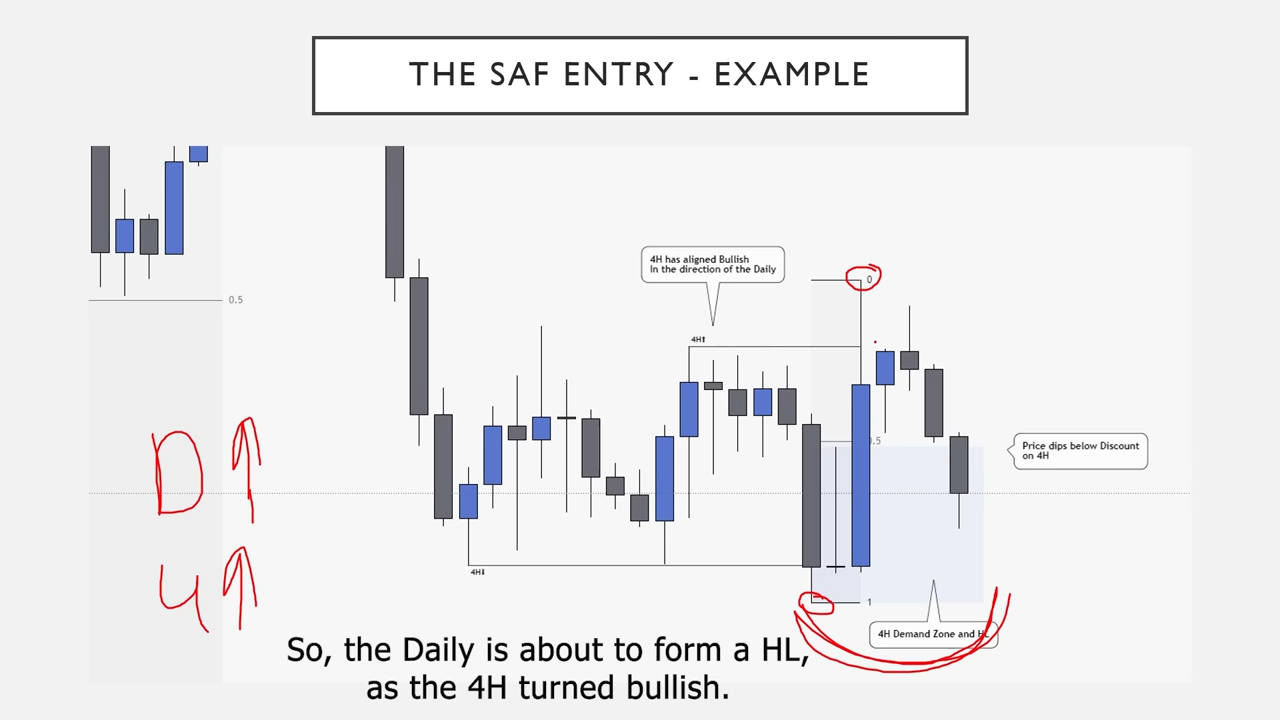 THE SAF ENTRY - EXAMPLE
0.5
4H has aligned Bullish
In the direction of the Daily
0
4H⬆
0.5
Price dips below Discount
on 4H
D↑
4↑
4H⬇
1
4H Demand Zone and HL
So, the Daily is about to form a HL,
as the 4H turned bullish.